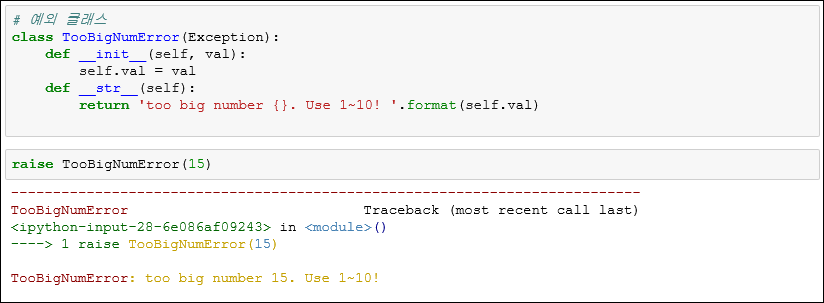 # 예외 클래스
class TooBigNumError(Exception):
    def __init__(self, val):
        self.val = val
    def __str__(self):
        return 'too big number {}. Use 1~10! '.format(self.val)
raise TooBigNumError(15)
---------------------------------------------------------------------------
TooBigNumError                            Traceback (most recent call last)
<ipython-input-28-6e086af09243> in <module>()
----> 1 raise TooBigNumError(15)
TooBigNumError: too big number 15. Use 1~10!